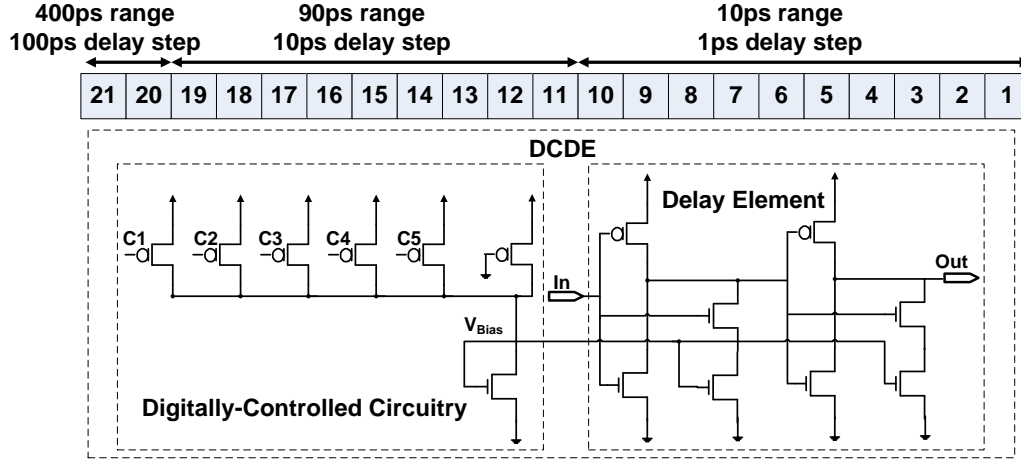 400ps range
100ps delay step
90ps range
10ps delay step
10ps range
1ps delay step
21 20 19 18 17 16 15 14 13 12 11 10 9 8 7 6 5 4 3 2 1
DCDE
Delay Element
C1 C2 C3 C4 C5
In
Out
VBias
Digitally-Controlled Circuitry